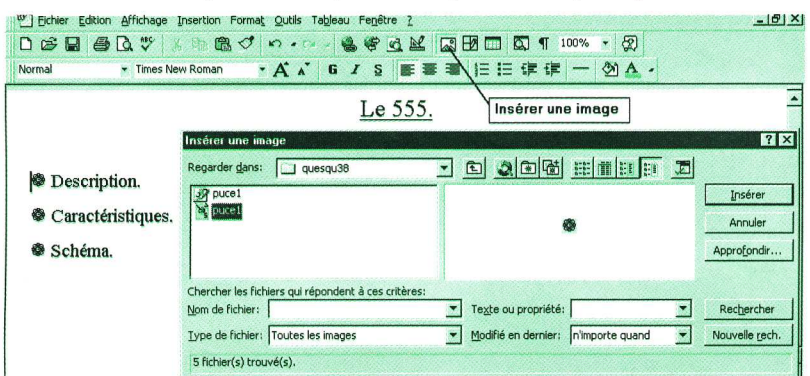 Fichier Edition Affichage Insertion Format Outils Tableau Fenêtre ?
100%
Normal Times New Roman G I S
Insérer une image
Le 555.
Description.
Caractéristiques.
Schéma.
Insérer une image
Regarder dans: quesqu38
puce1
puce1
Insérer
Annuler
Approfondir...
Chercher les fichiers qui répondent à ces critères:
Nom de fichier: Texte ou propriété: Rechercher
Type de fichier: Toutes les images Modifié en dernier: n'importe quand Nouvelle rech.
5 fichier(s) trouvé(s).